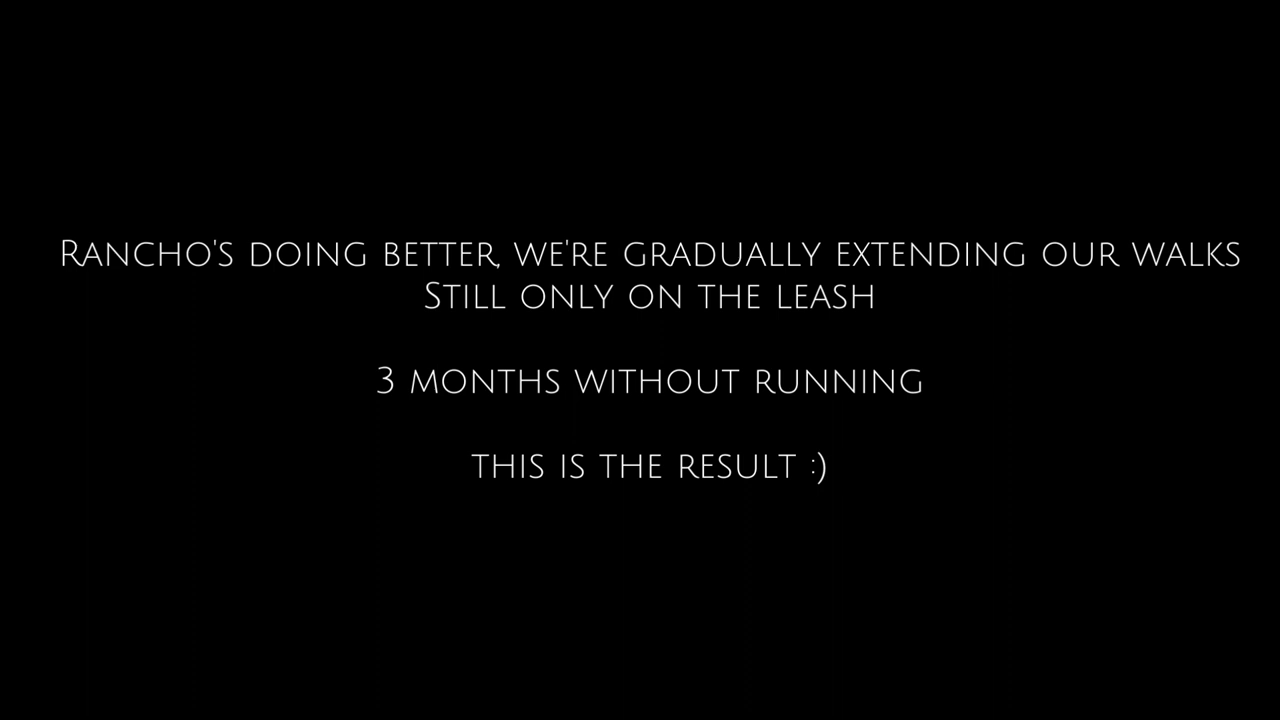 Rancho's doing better, we're gradually extending our walks
Still only on the leash
3 months without running
this is the result :)